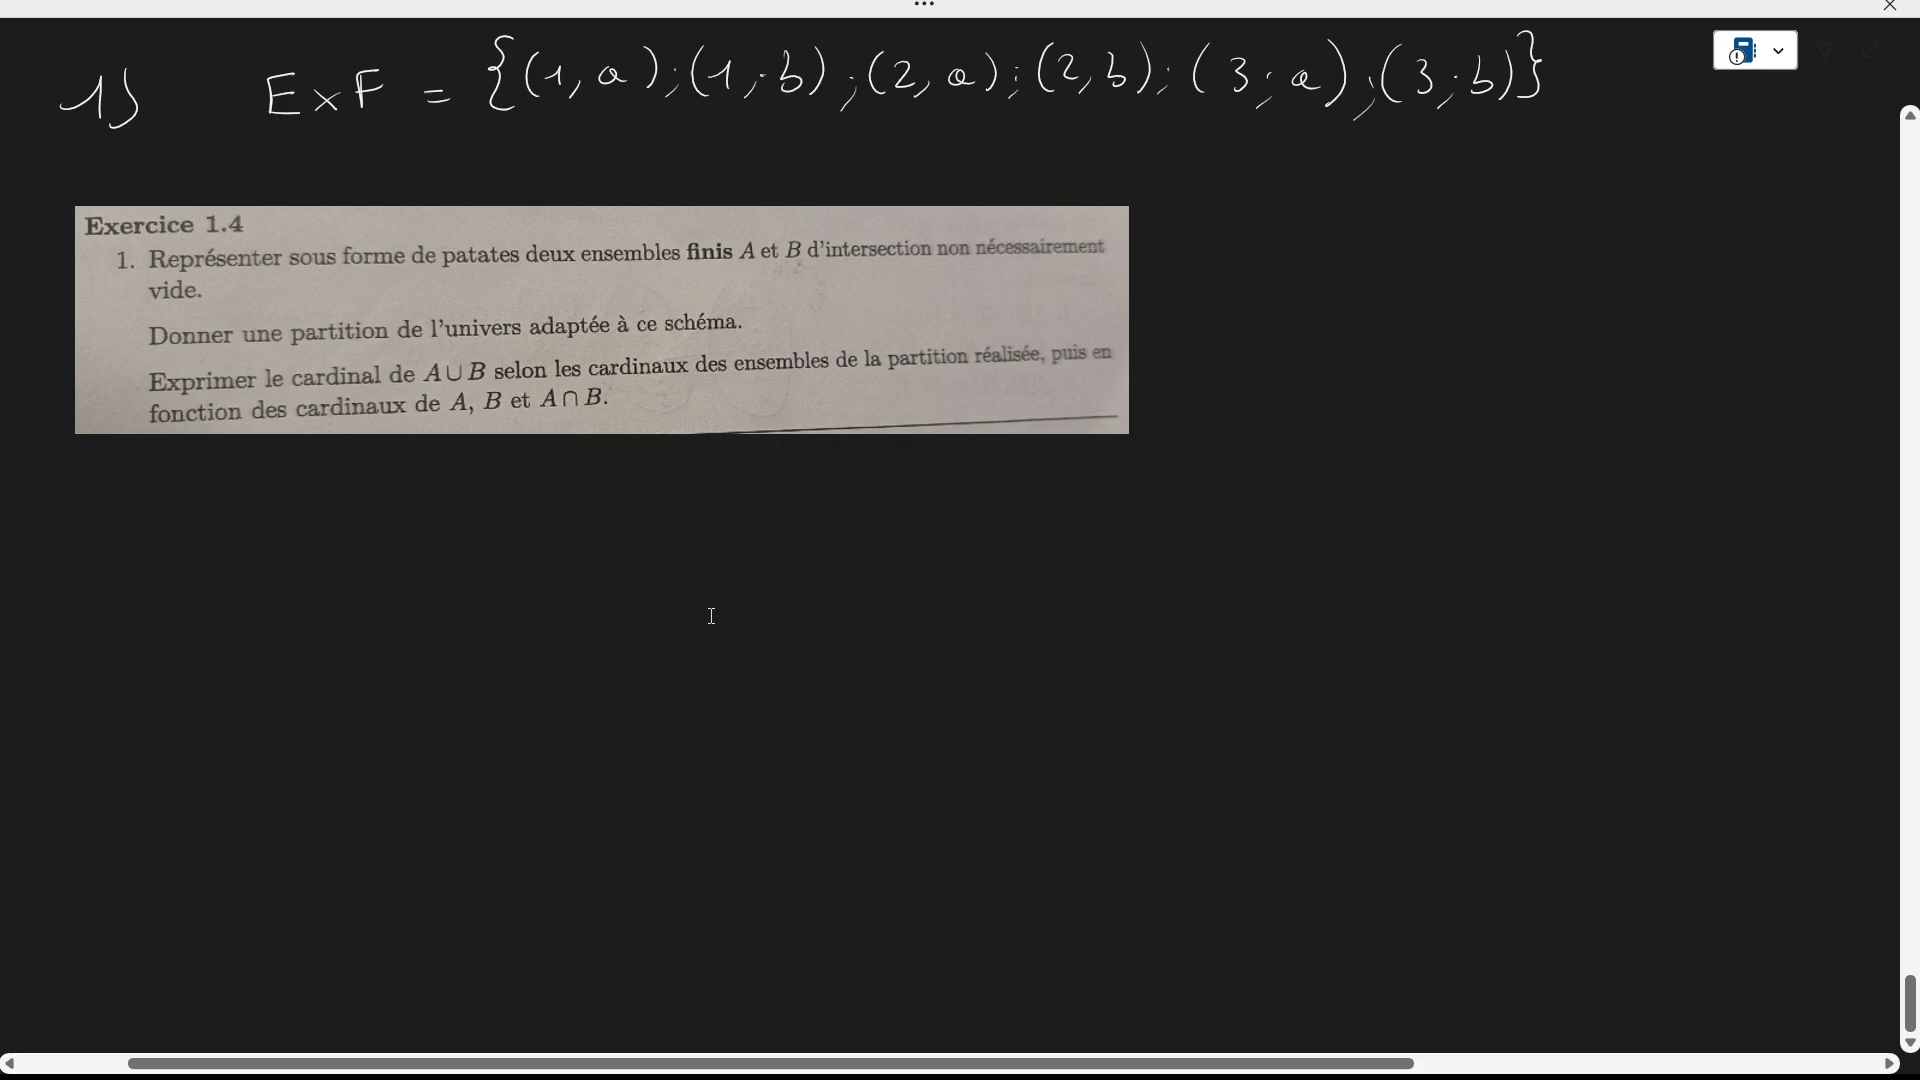 1) E x F = {(1, a);(1, b);(2, a);(2, b);(3; a);(3; b)}
Exercice 1.4
1. Représenter sous forme de patates deux ensembles finis A et B d'intersection non nécessairement
vide.
Donner une partition de l'univers adaptée à ce schéma.
Exprimer le cardinal de A∪B selon les cardinaux des ensembles de la partition réalisée, puis en
fonction des cardinaux de A, B et A∩B.